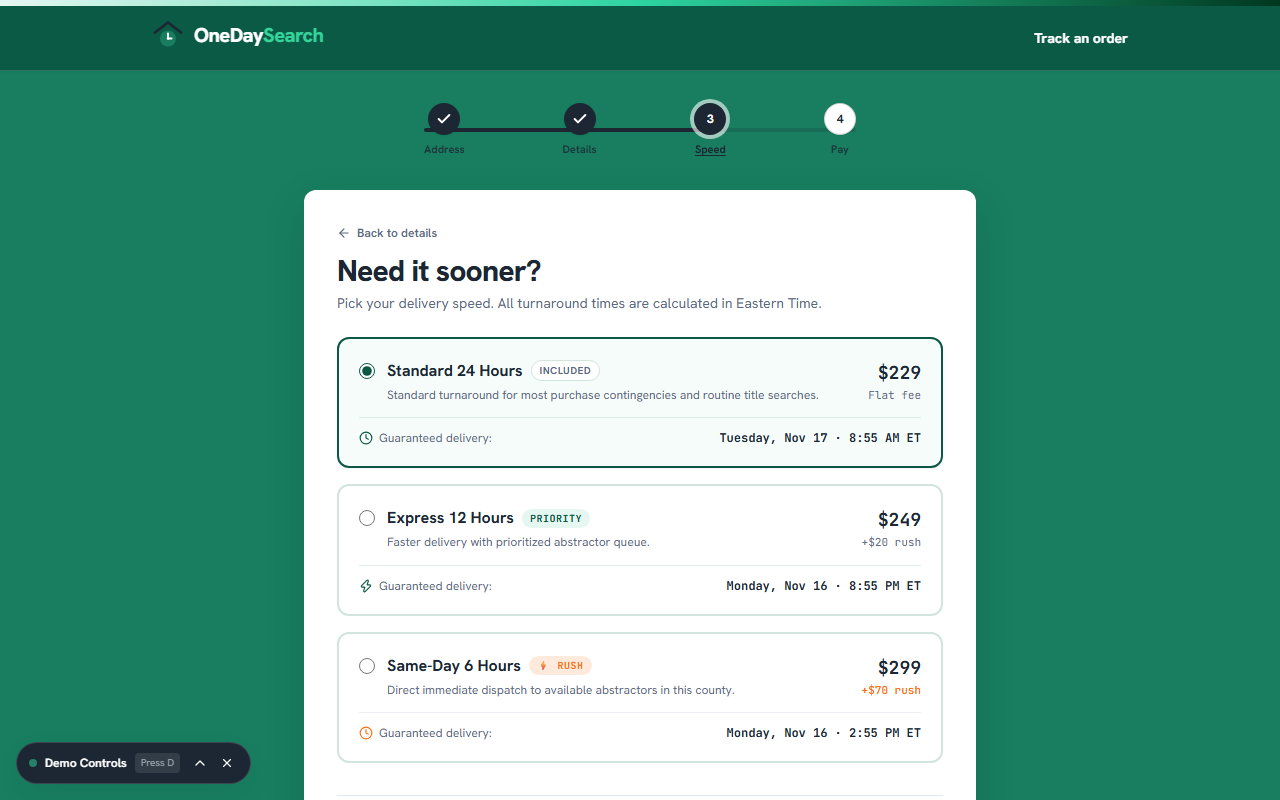 OneDaySearch
Track an order
3
4
Address
Details
Speed
Pay
Back to details
Need it sooner?
Pick your delivery speed. All turnaround times are calculated in Eastern Time.
Standard 24 Hours INCLUDED $229
Standard turnaround for most purchase contingencies and routine title searches. Flat fee
Guaranteed delivery: Tuesday, Nov 17 · 8:55 AM ET
Express 12 Hours PRIORITY $249
Faster delivery with prioritized abstractor queue. +$20 rush
Guaranteed delivery: Monday, Nov 16 · 8:55 PM ET
Same-Day 6 Hours RUSH $299
Direct immediate dispatch to available abstractors in this county. +$70 rush
Guaranteed delivery: Monday, Nov 16 · 2:55 PM ET
Demo Controls Press D